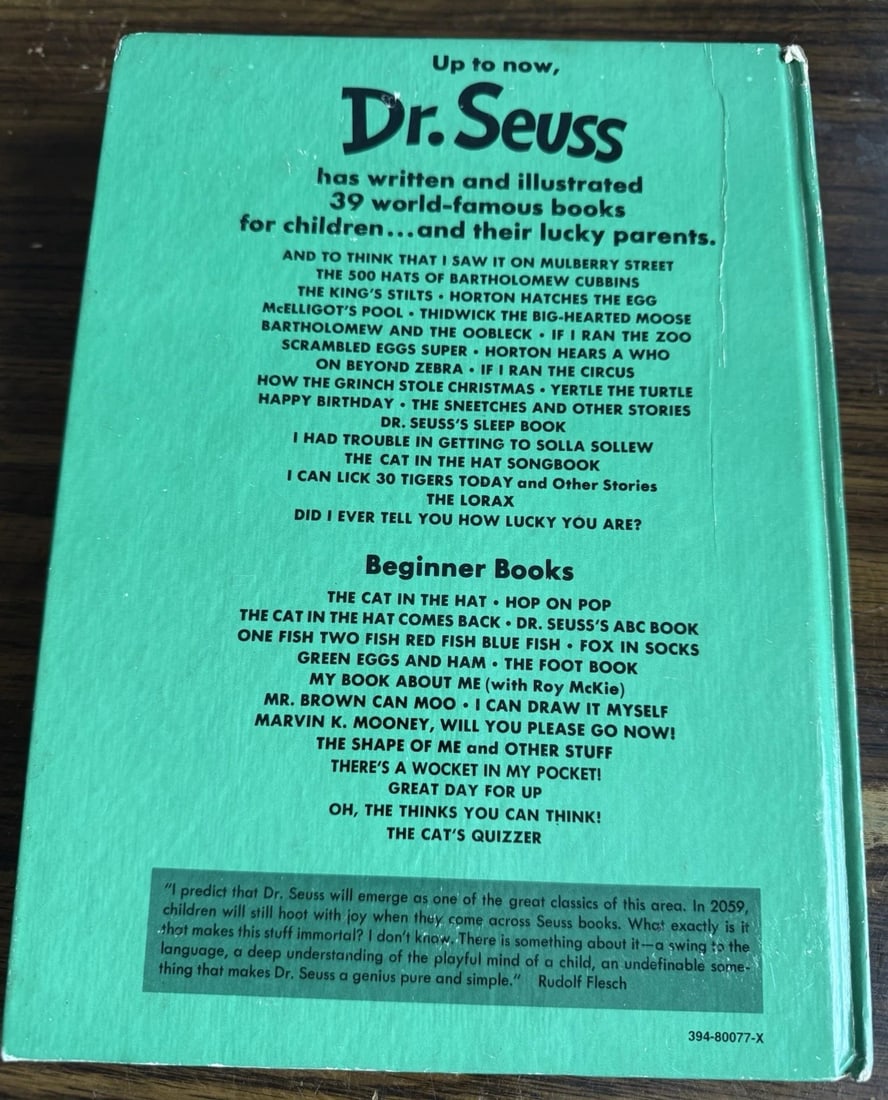 Up to now,
Dr. Seuss
has written and illustrated
39 world-famous books
for children...and their lucky parents.
AND TO THINK THAT I SAW IT ON MULBERRY STREET
THE 500 HATS OF BARTHOLOMEW CUBBINS
THE KING'S STILTS • HORTON HATCHES THE EGG
McELLIGOT'S POOL • THIDWICK THE BIG-HEARTED MOOSE
BARTHOLOMEW AND THE OOBLECK • IF I RAN THE ZOO
SCRAMBLED EGGS SUPER • HORTON HEARS A WHO
ON BEYOND ZEBRA • IF I RAN THE CIRCUS
HOW THE GRINCH STOLE CHRISTMAS • YERTLE THE TURTLE
HAPPY BIRTHDAY • THE SNEETCHES AND OTHER STORIES
DR. SEUSS'S SLEEP BOOK
I HAD TROUBLE IN GETTING TO SOLLA SOLLEW
THE CAT IN THE HAT SONGBOOK
I CAN LICK 30 TIGERS TODAY and Other Stories
THE LORAX
DID I EVER TELL YOU HOW LUCKY YOU ARE?
Beginner Books
THE CAT IN THE HAT • HOP ON POP
THE CAT IN THE HAT COMES BACK • DR. SEUSS'S ABC BOOK
ONE FISH TWO FISH RED FISH BLUE FISH • FOX IN SOCKS
GREEN EGGS AND HAM • THE FOOT BOOK
MY BOOK ABOUT ME (with Roy McKie)
MR. BROWN CAN MOO • I CAN DRAW IT MYSELF
MARVIN K. MOONEY, WILL YOU PLEASE GO NOW!
THE SHAPE OF ME and OTHER STUFF
THERE'S A WOCKET IN MY POCKET!
GREAT DAY FOR UP
OH, THE THINKS YOU CAN THINK!
THE CAT'S QUIZZER
"I predict that Dr. Seuss will emerge as one of the great classics of this area. In 2059,
children will still hoot with joy when they come across Seuss books. What exactly is it
that makes this stuff immortal? I don't know. There is something about it—a swing to the
language, a deep understanding of the playful mind of a child, an undefinable some-
thing that makes Dr. Seuss a genius pure and simple." Rudolf Flesch
394-80077-X